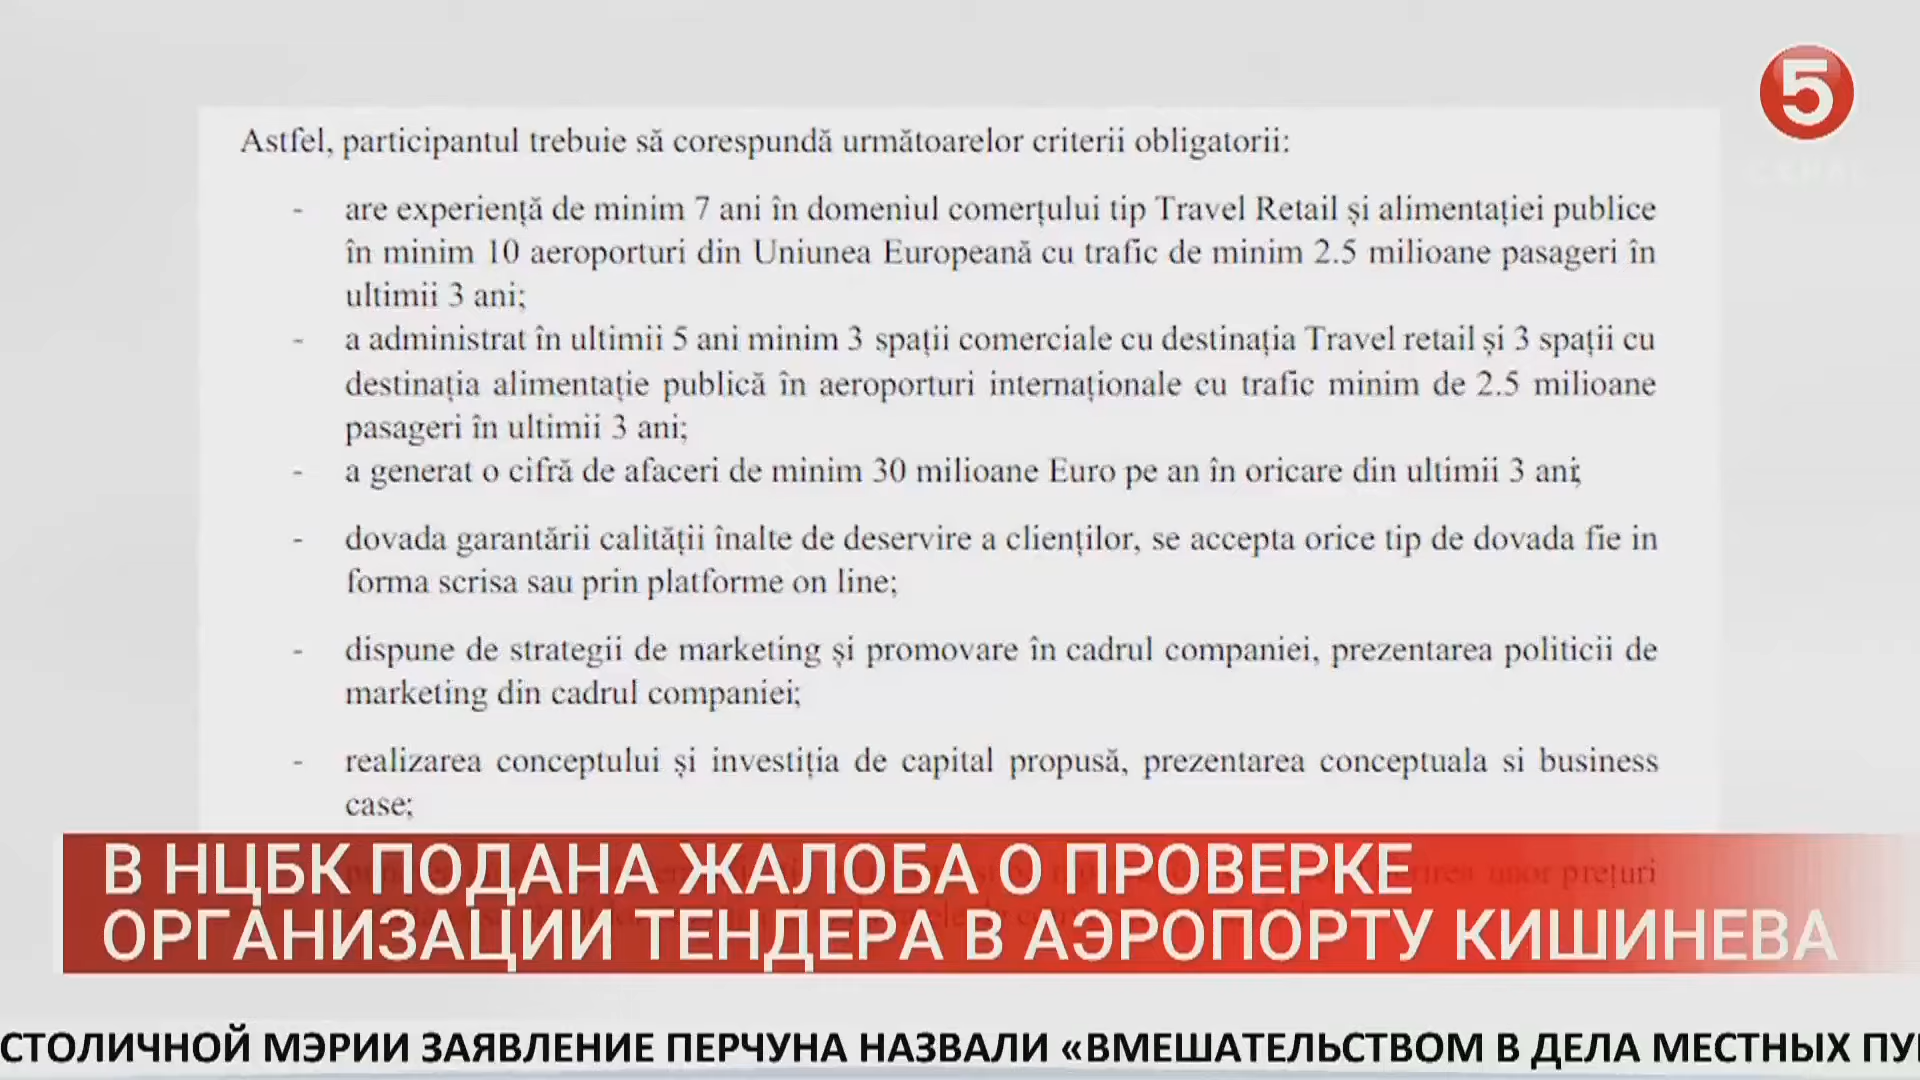 5
Astfel, participantul trebuie să corespundă următoarelor criterii obligatorii:
- are experiență de minim 7 ani în domeniul comerțului tip Travel Retail și alimentației publice
în minim 10 aeroporturi din Uniunea Europeană cu trafic de minim 2.5 milioane pasageri în
ultimii 3 ani;
- a administrat în ultimii 5 ani minim 3 spații comerciale cu destinația Travel retail și 3 spații cu
destinația alimentație publică în aeroporturi internaționale cu trafic minim de 2.5 milioane
pasageri în ultimii 3 ani;
- a generat o cifră de afaceri de minim 30 milioane Euro pe an în oricare din ultimii 3 ani;
- dovada garantării calității înalte de deservire a clienților, se accepta orice tip de dovada fie in
forma scrisa sau prin platforme on line;
- dispune de strategii de marketing și promovare în cadrul companiei, prezentarea politicii de
marketing din cadrul companiei;
- realizarea conceptului și investiția de capital propusă, prezentarea conceptuala si business
case;
unor prețuri
В НЦБК ПОДАНА ЖАЛОБА О ПРОВЕРКЕ
ОРГАНИЗАЦИИ ТЕНДЕРА В АЭРОПОРТУ КИШИНЕВА
СТОЛИЧНОЙ МЭРИИ ЗАЯВЛЕНИЕ ПЕРЧУНА НАЗВАЛИ «ВМЕШАТЕЛЬСТВОМ В ДЕЛА МЕСТНЫХ